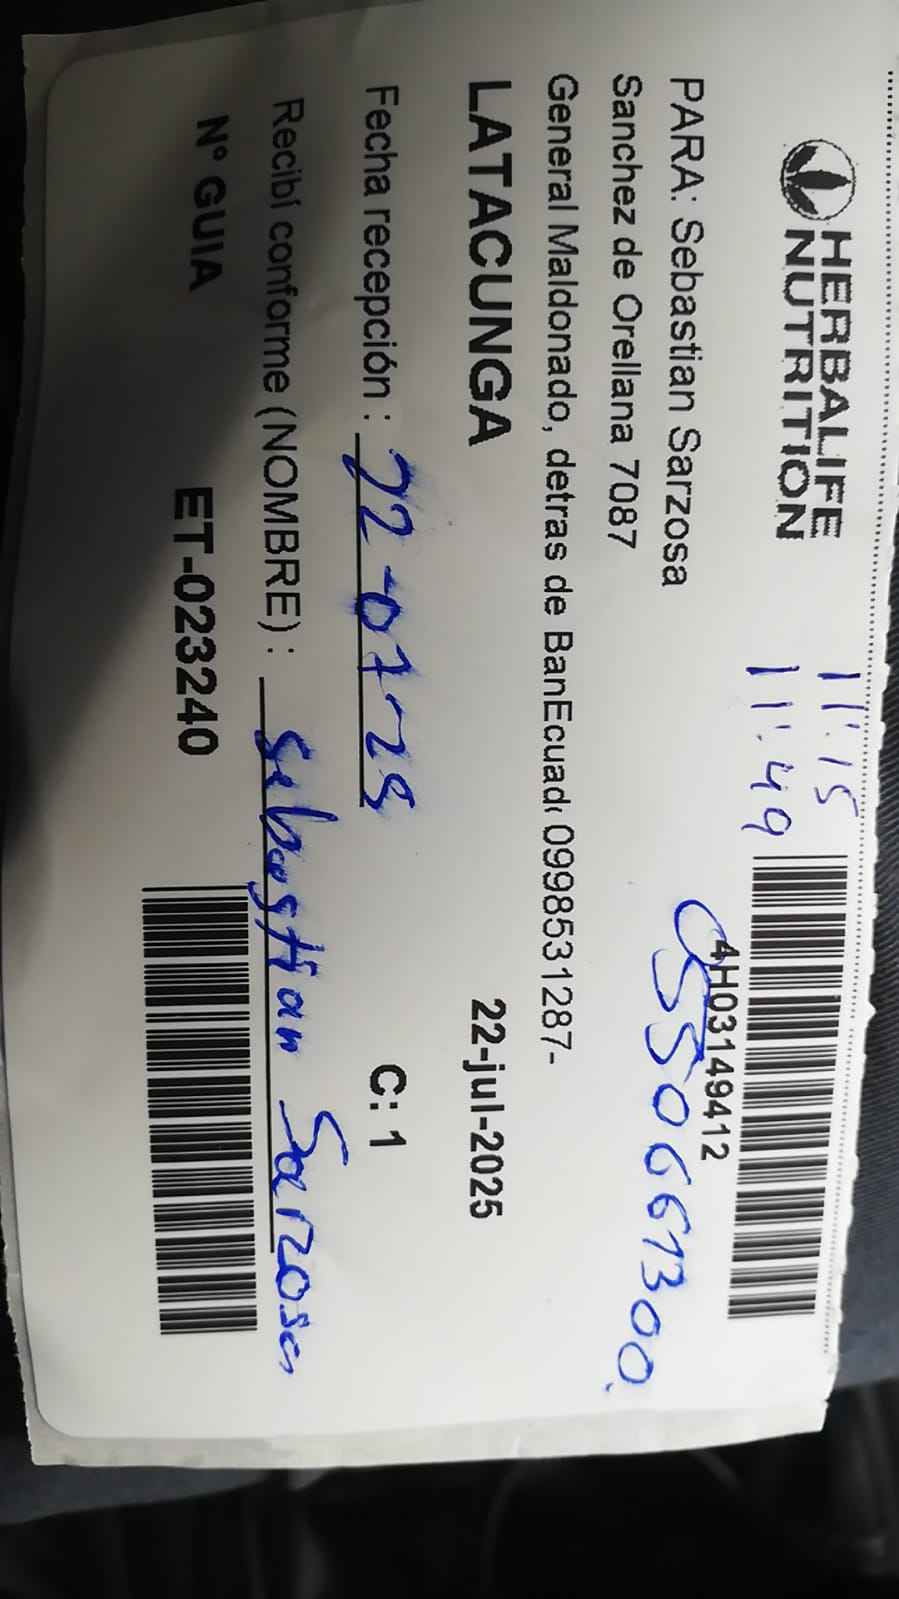 HERBALIFE
NUTRITION
11:15
11:49
4H03149412
PARA: Sebastian Sarzosa
0550661300
Sanchez de Orellana 7087
General Maldonado, detras de BanEcuad 0998531287-
LATACUNGA
22-jul-2025
Fecha recepción : 22-07-25
C: 1
Recibí conforme (NOMBRE) : Sebastian Sarzosa
N° GUIA
ET-023240